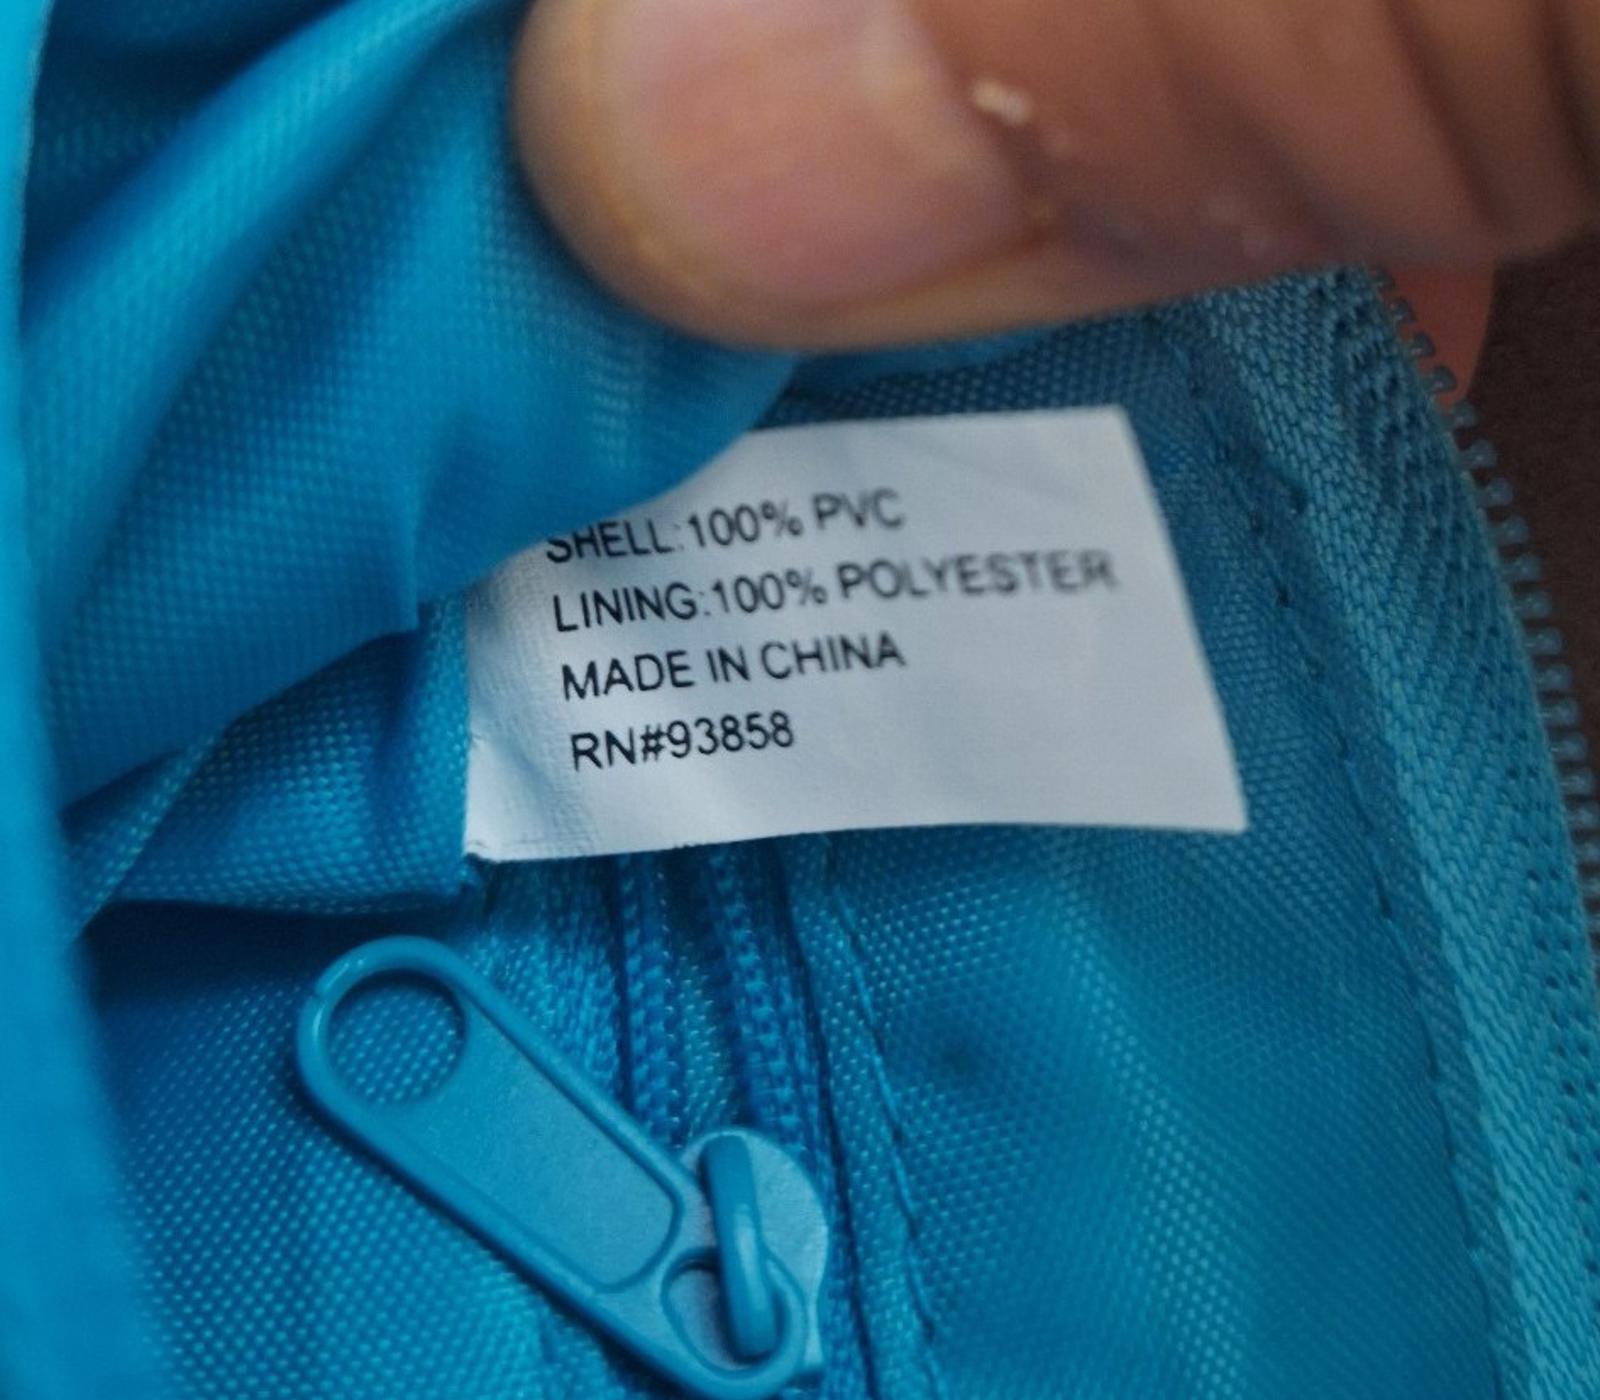 SHELL:100% PVC
LINING:100% POLYESTER
MADE IN CHINA
RN#93858